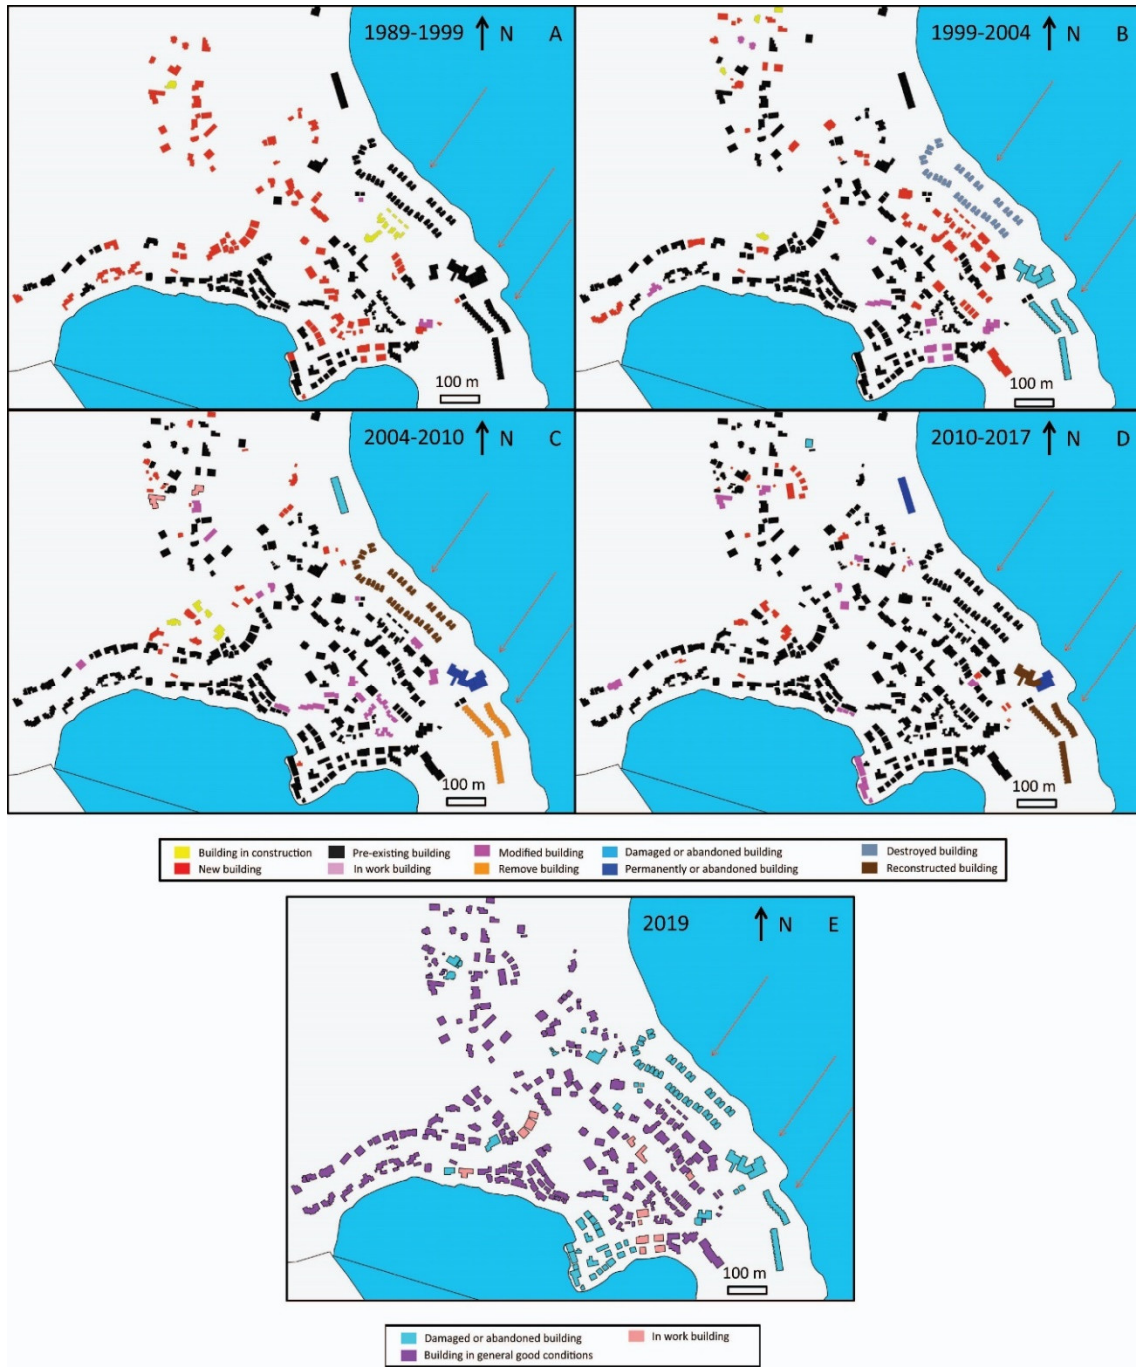 1989-1999 N A
1999-2004 N B
100 m
100 m
2004-2010 N C
2010-2017 N D
100 m
100 m
Building in construction Pre-existing building Modified building Damaged or abandoned building Destroyed building
New building In work building Remove building Permanently or abandoned building Reconstructed building
2019 N E
100 m
Damaged or abandoned building In work building
Building in general good conditions